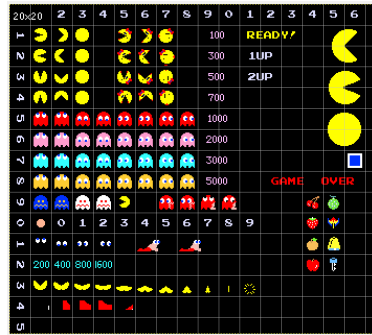 20x20 2 3 4 5 6 7 8 9 0 1 2 3 4 5 6
1 100 READY!
2 300 1UP
3 500 2UP
4 700
5 1000
6 2000
7 3000
8 5000 GAME OVER
9
0 0 1 2 3 4 5 6 7 8 9
1
2 200 400 800 1600
3
4
5